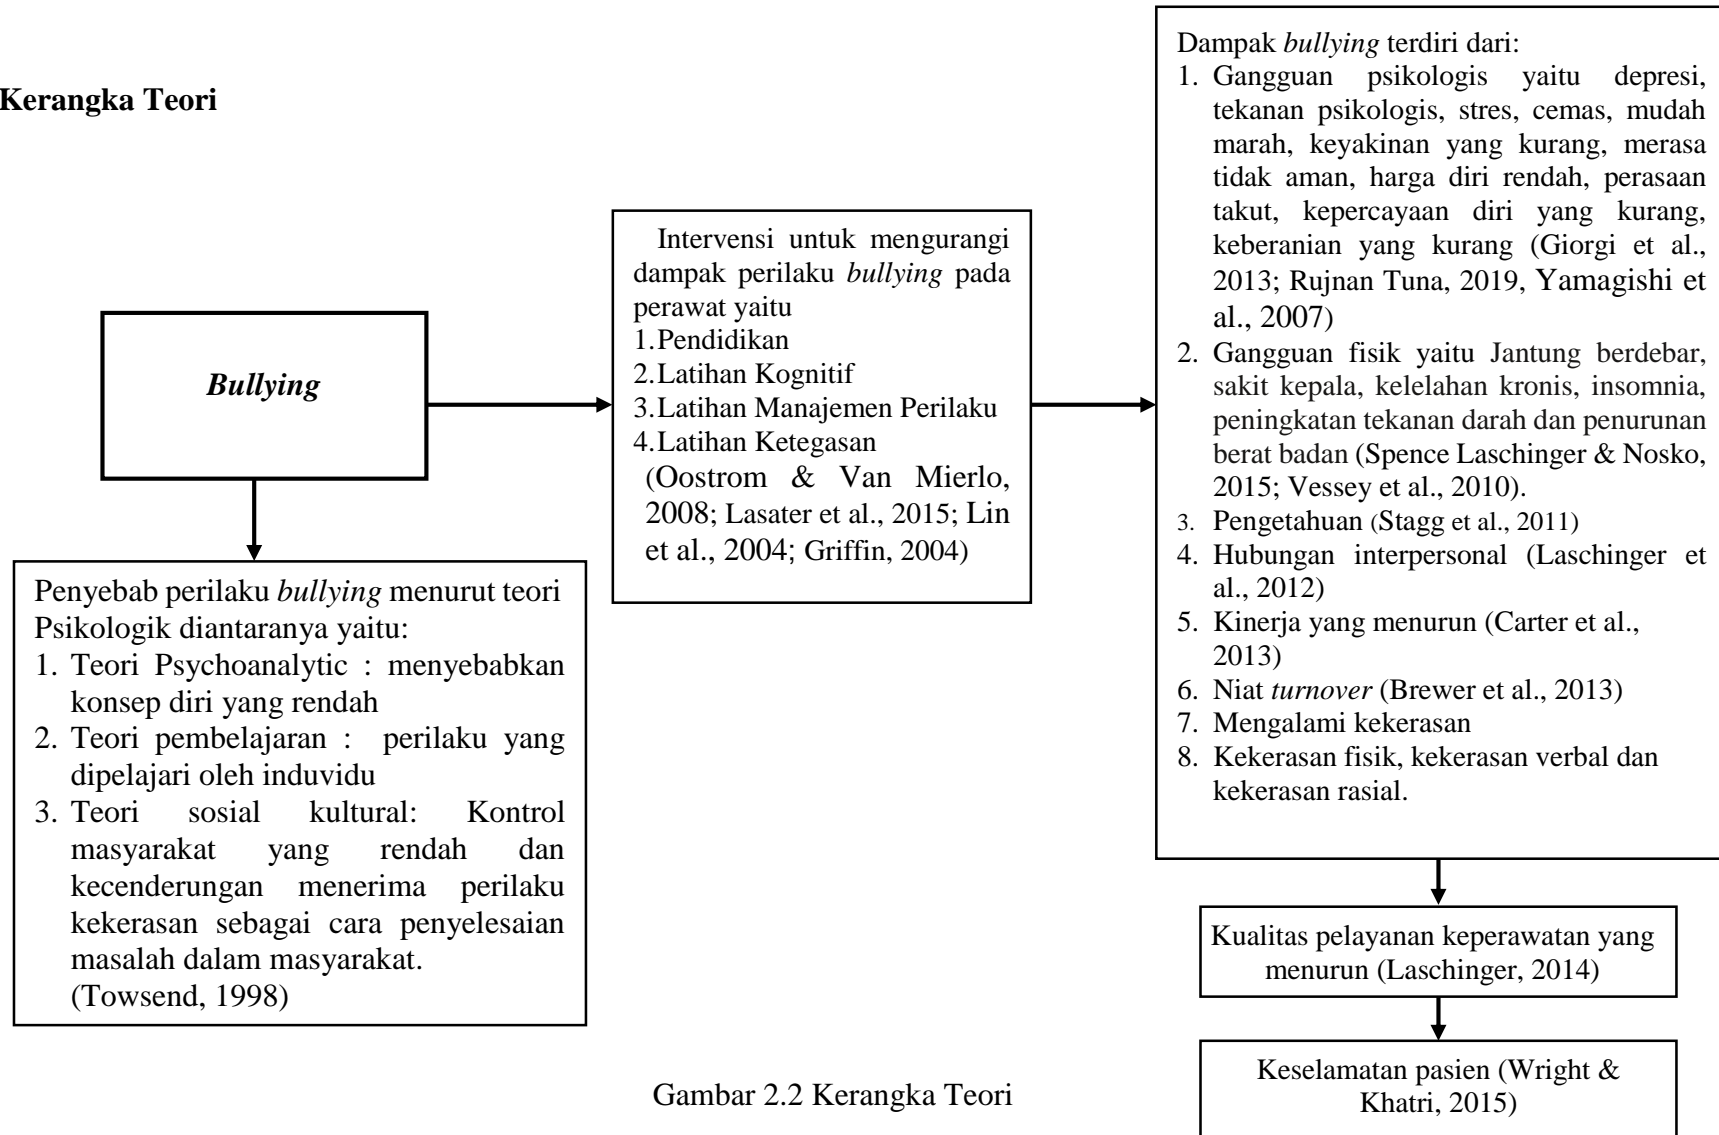 Kerangka Teori
Bullying
Penyebab perilaku bullying menurut teori
Psikologik diantaranya yaitu:
1. Teori Psychoanalytic : menyebabkan
konsep diri yang rendah
2. Teori pembelajaran : perilaku yang
dipelajari oleh induvidu
3. Teori sosial kultural: Kontrol
masyarakat yang rendah dan
kecenderungan menerima perilaku
kekerasan sebagai cara penyelesaian
masalah dalam masyarakat.
(Towsend, 1998)
Intervensi untuk mengurangi
dampak perilaku bullying pada
perawat yaitu
1.Pendidikan
2.Latihan Kognitif
3.Latihan Manajemen Perilaku
4.Latihan Ketegasan
(Oostrom & Van Mierlo,
2008; Lasater et al., 2015; Lin
et al., 2004; Griffin, 2004)
Dampak bullying terdiri dari:
1. Gangguan psikologis yaitu depresi,
tekanan psikologis, stres, cemas, mudah
marah, keyakinan yang kurang, merasa
tidak aman, harga diri rendah, perasaan
takut, kepercayaan diri yang kurang,
keberanian yang kurang (Giorgi et al.,
2013; Rujnan Tuna, 2019, Yamagishi et
al., 2007)
2. Gangguan fisik yaitu Jantung berdebar,
sakit kepala, kelelahan kronis, insomnia,
peningkatan tekanan darah dan penurunan
berat badan (Spence Laschinger & Nosko,
2015; Vessey et al., 2010).
3. Pengetahuan (Stagg et al., 2011)
4. Hubungan interpersonal (Laschinger et
al., 2012)
5. Kinerja yang menurun (Carter et al.,
2013)
6. Niat turnover (Brewer et al., 2013)
7. Mengalami kekerasan
8. Kekerasan fisik, kekerasan verbal dan
kekerasan rasial.
Kualitas pelayanan keperawatan yang
menurun (Laschinger, 2014)
Keselamatan pasien (Wright &
Khatri, 2015)
Gambar 2.2 Kerangka Teori